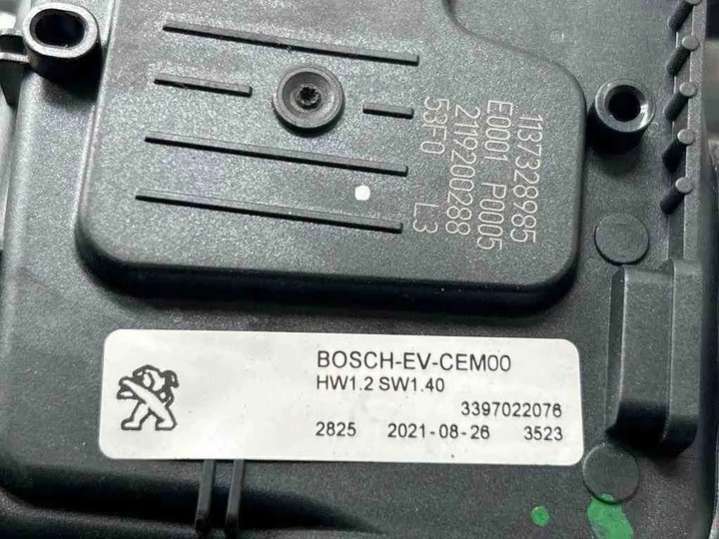 1137328985
E0001 P0005
2119200288
53F0 L3
BOSCH-EV-CEM00
HW1.2 SW1.40
3397022076
2825 2021-08-26 3523